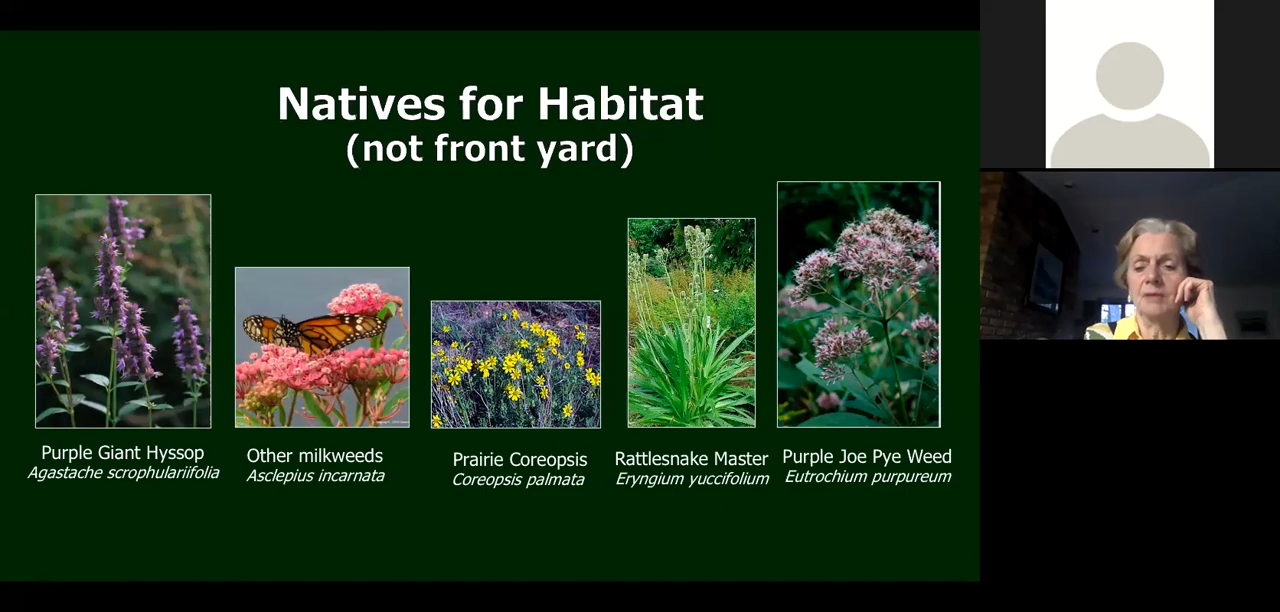 Natives for Habitat
(not front yard)
Purple Giant Hyssop
Agastache scrophulariifolia
Other milkweeds
Asclepius incarnata
Prairie Coreopsis
Coreopsis palmata
Rattlesnake Master
Eryngium yuccifolium
Purple Joe Pye Weed
Eutrochium purpureum